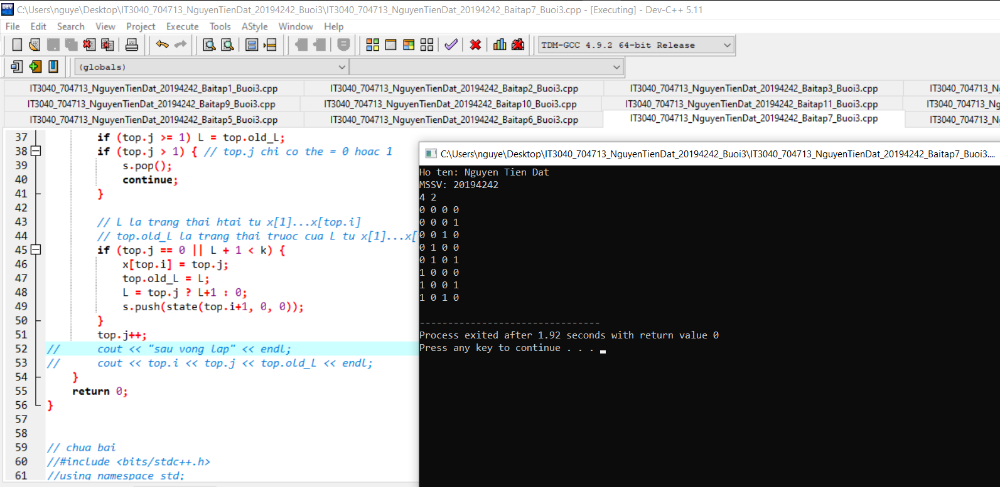 C:\Users\nguye\Desktop\IT3040_704713_NguyenTienDat_20194242_Buoi3\IT3040_704713_NguyenTienDat_20194242_Baitap7_Buoi3.cpp - [Executing] - Dev-C++ 5.11
File Edit Search View Project Execute Tools AStyle Window Help
TDM-GCC 4.9.2 64-bit Release
(globals)
IT3040_704713_NguyenTienDat_20194242_Baitap1_Buoi3.cpp IT3040_704713_NguyenTienDat_20194242_Baitap2_Buoi3.cpp IT3040_704713_NguyenTienDat_20194242_Baitap3_Buoi3.cpp IT3040_704713_N
IT3040_704713_NguyenTienDat_20194242_Baitap9_Buoi3.cpp IT3040_704713_NguyenTienDat_20194242_Baitap10_Buoi3.cpp IT3040_704713_NguyenTienDat_20194242_Baitap11_Buoi3.cpp IT3040_704713_Ng
IT3040_704713_NguyenTienDat_20194242_Baitap5_Buoi3.cpp IT3040_704713_NguyenTienDat_20194242_Baitap6_Buoi3.cpp IT3040_704713_NguyenTienDat_20194242_Baitap7_Buoi3.cpp IT3040_704713_N
37 if (top.j >= 1) L = top.old_L;
38 if (top.j > 1) { // top.j chi co the = 0 hoac 1
39 s.pop();
40 continue;
41 }
42
43 // L la trang thai htai tu x[1]...x[top.i]
44 // top.old_L la trang thai truoc cua L tu x[1]...x[
45 if (top.j == 0 || L + 1 < k) {
46 x[top.i] = top.j;
47 top.old_L = L;
48 L = top.j ? L+1 : 0;
49 s.push(state(top.i+1, 0, 0));
50 }
51 top.j++;
52 // cout << "sau vong lap" << endl;
53 // cout << top.i << top.j << top.old_L << endl;
54 }
55 return 0;
56 }
57
58
59 // chua bai
60 //#include <bits/stdc++.h>
61 //using namespace std;
C:\Users\nguye\Desktop\IT3040_704713_NguyenTienDat_20194242_Buoi3\IT3040_704713_NguyenTienDat_20194242_Baitap7_Buoi3....
Ho ten: Nguyen Tien Dat
MSSV: 20194242
4 2
0 0 0 0
0 0 0 1
0 0 1 0
0 1 0 0
0 1 0 1
1 0 0 0
1 0 0 1
1 0 1 0
--------------------------------
Process exited after 1.92 seconds with return value 0
Press any key to continue . . .